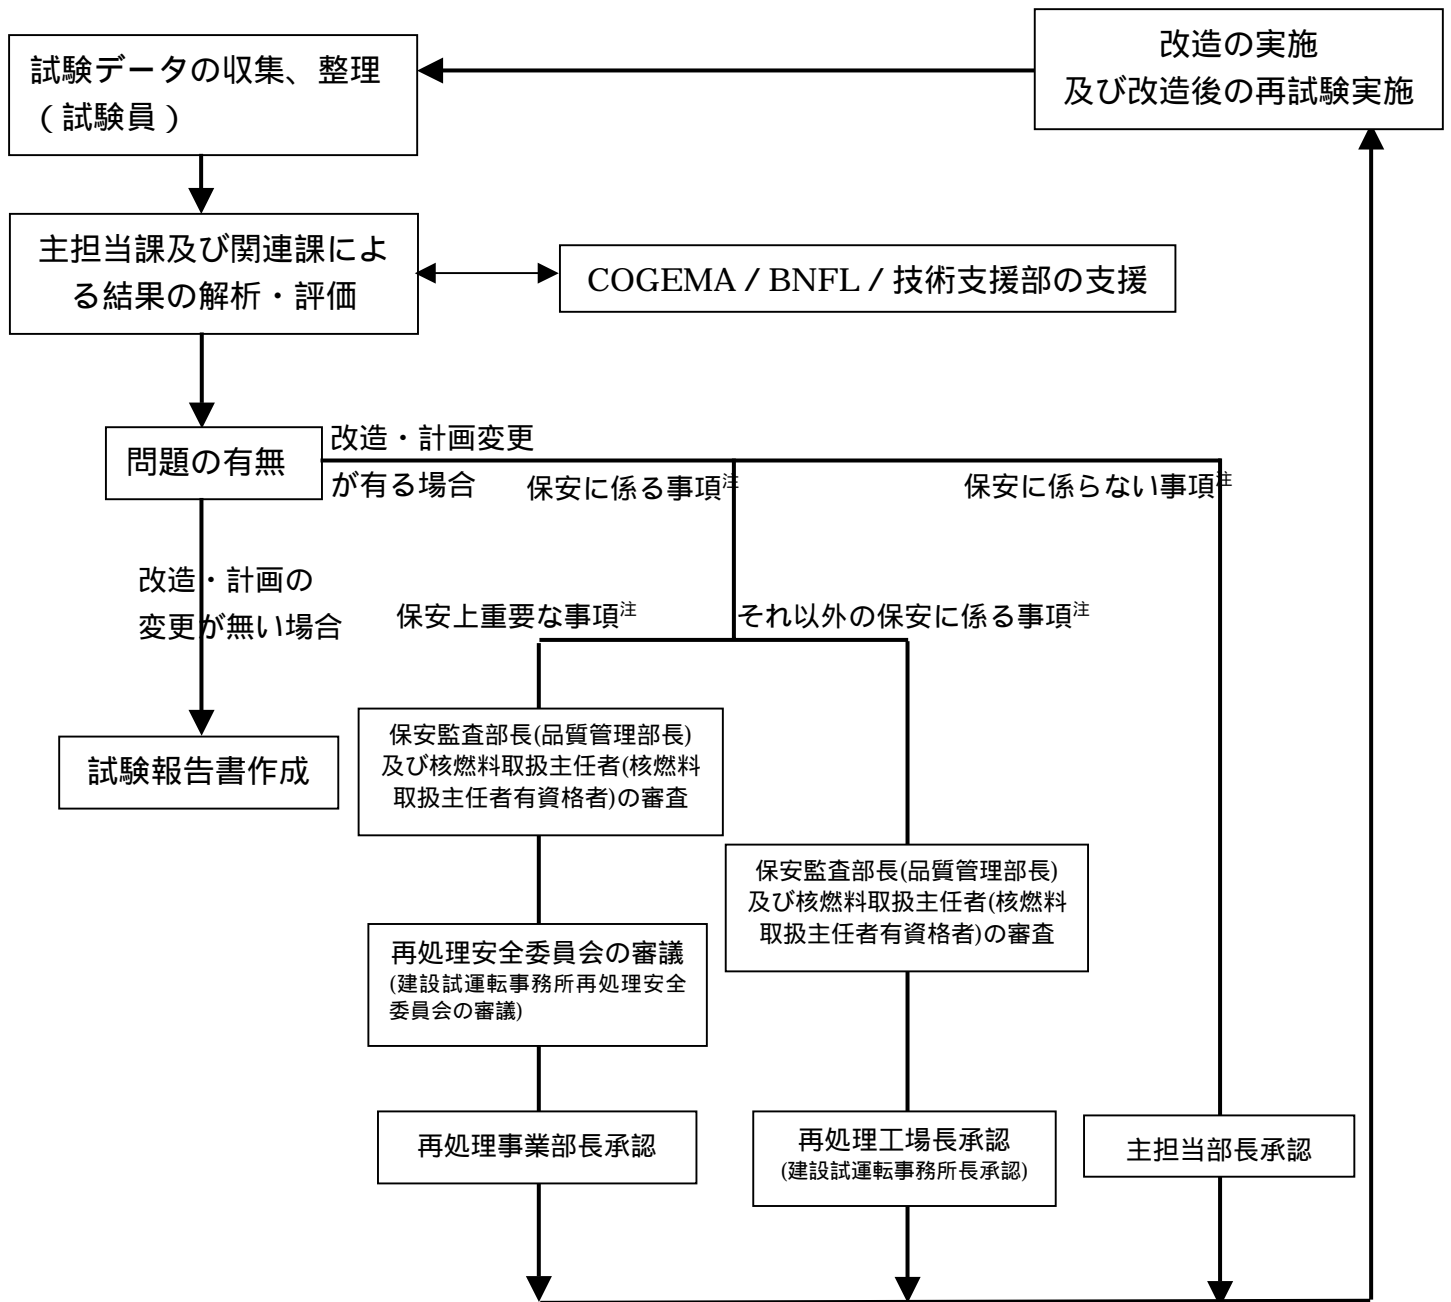 試験データの収集、整理
（試験員）
改造の実施
及び改造後の再試験実施
主担当課及び関連課によ
る結果の解析・評価
COGEMA／BNFL／技術支援部の支援
問題の有無
改造・計画変更
が有る場合
保安に係る事項注
保安に係らない事項注
改造・計画の
変更が無い場合
保安上重要な事項注
それ以外の保安に係る事項注
試験報告書作成
保安監査部長(品質管理部長)
及び核燃料取扱主任者(核燃料
取扱主任者有資格者)の審査
保安監査部長(品質管理部長)
及び核燃料取扱主任者(核燃料
取扱主任者有資格者)の審査
再処理安全委員会の審議
(建設試運転事務所再処理安全
委員会の審議)
再処理事業部長承認
再処理工場長承認
(建設試運転事務所長承認)
主担当部長承認